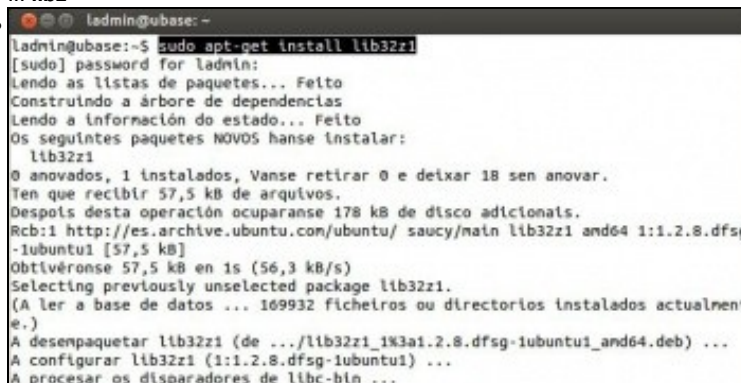 ladmin@ubase: ~
ladmin@ubase:~$ sudo apt-get install lib32z1
[sudo] password for ladmin:
Lendo as listas de paquetes... Feito
Construindo a árbore de dependencias
Lendo a información do estado... Feito
Os seguintes paquetes NOVOS hanse instalar:
lib32z1
0 anovados, 1 instalados, Vanse retirar 0 e deixar 18 sen anovar.
Ten que recibir 57,5 kB de arquivos.
Despois desta operación ocuparanse 178 kB de disco adicionais.
Rcb:1 http://es.archive.ubuntu.com/ubuntu/ saucy/main lib32z1 amd64 1:1.2.8.dfsg
-1ubuntu1 [57,5 kB]
Obtivéronse 57,5 kB en 1s (56,3 kB/s)
Selecting previously unselected package lib32z1.
(A ler a base de datos ... 169932 ficheiros ou directorios instalados actualmen
e.)
A desempaquetar lib32z1 (de .../lib32z1_1%3a1.2.8.dfsg-1ubuntu1_amd64.deb) ...
A configurar lib32z1 (1:1.2.8.dfsg-1ubuntu1) ...
A procesar os disparadores de libc-bin ...